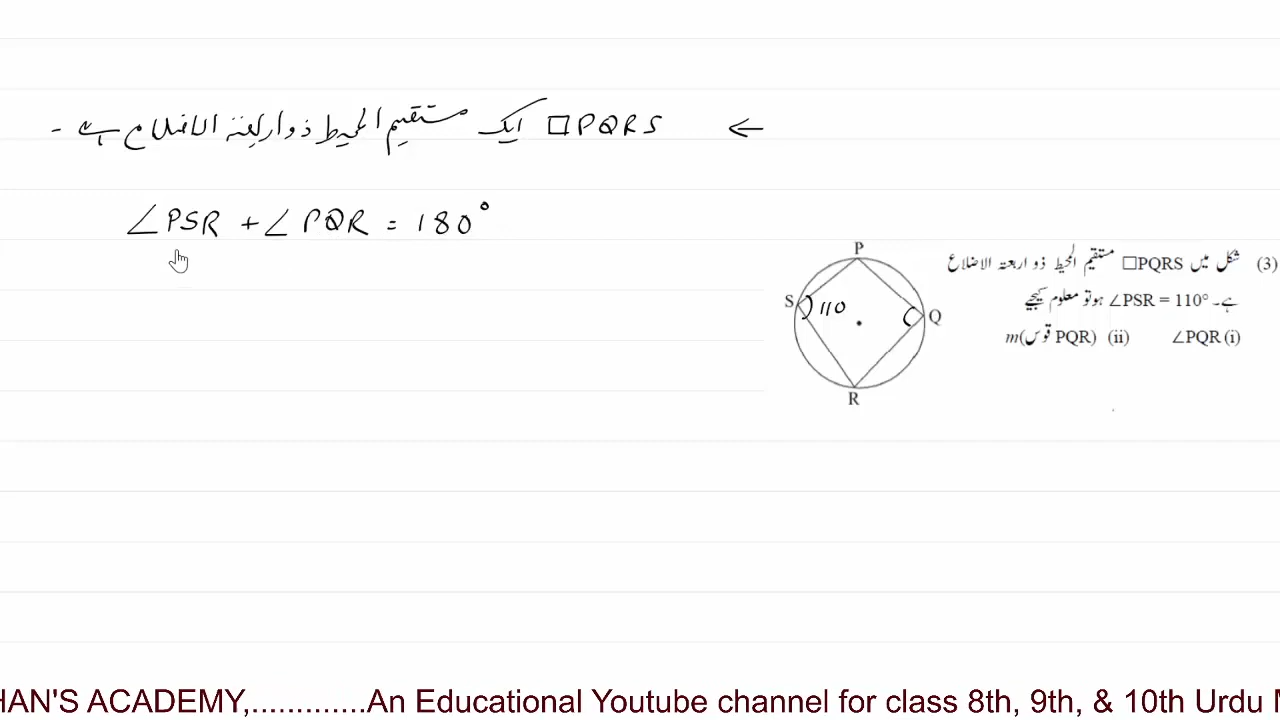 ← □PQRS ایک مستقیم المحیط ذو اربعتہ الاضلاع ہے -
∠PSR + ∠PQR = 180°
(3) شکل میں □PQRS مستقیم المحیط ذو اربعتہ الاضلاع
ہے۔ ∠PSR = 110° ہو تو معلوم کیجیے
∠PQR (i) (ii) m(قوس PQR)
P
S
110
Q
R
HAN'S ACADEMY,.............An Educational Youtube channel for class 8th, 9th, & 10th Urdu